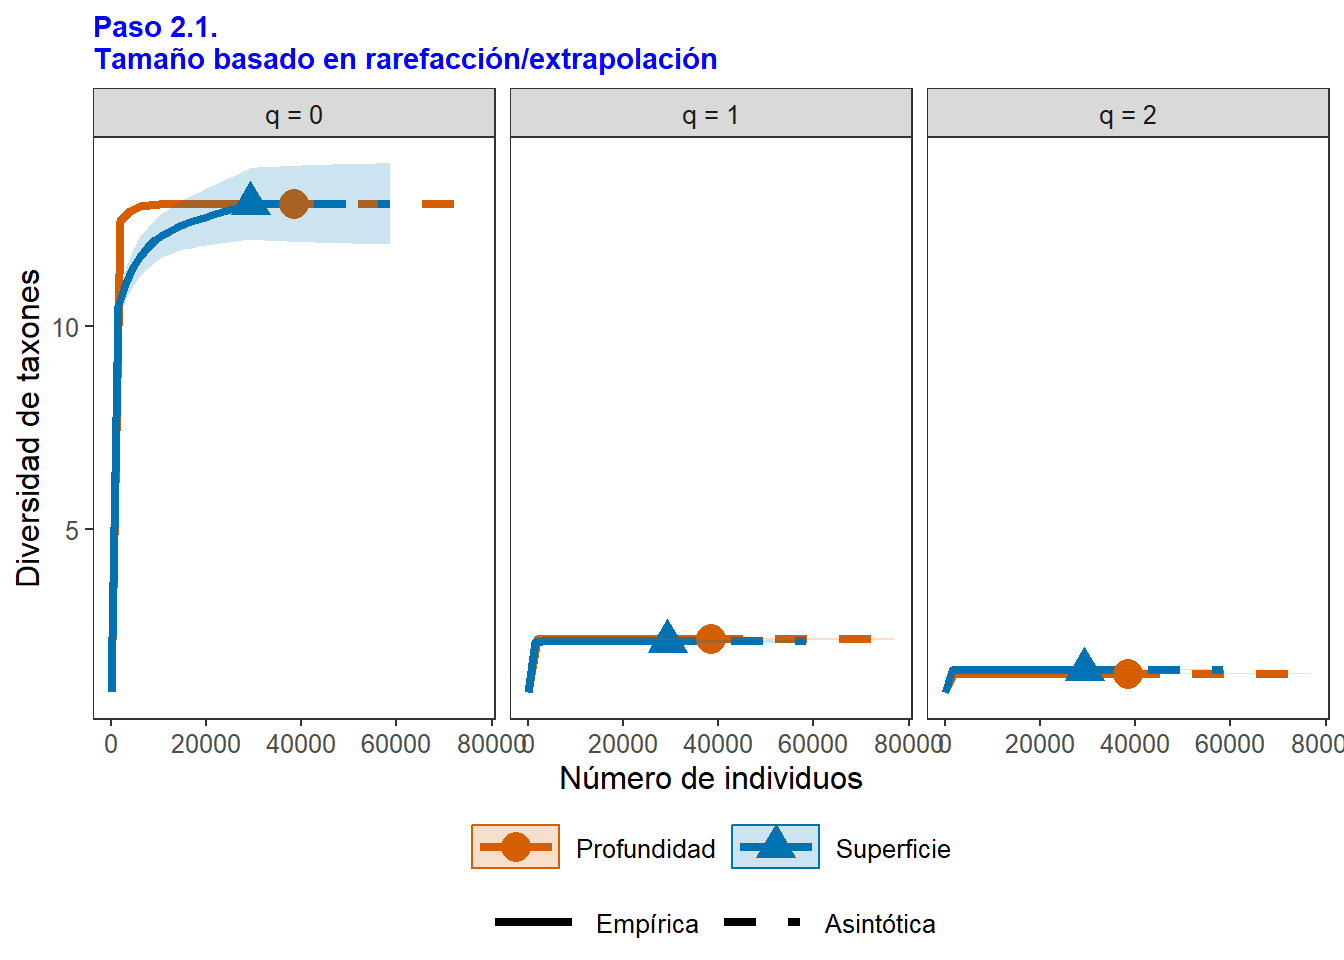 Paso 2.1.
Tamaño basado en rarefacción/extrapolación
q = 0
q = 1
q = 2
Diversidad de taxones
10
5
0 20000 40000 60000 80000
0 20000 40000 60000 80000
0 20000 40000 60000 8000
Número de individuos
Profundidad Superficie
Empírica Asintótica